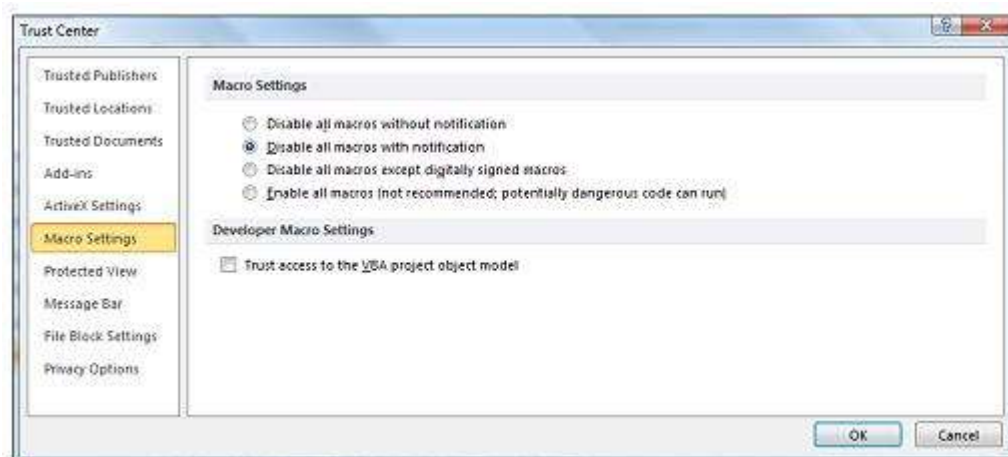 Trust Center
Trusted Publishers
Trusted Locations
Trusted Documents
Add-ins
ActiveX Settings
Macro Settings
Protected View
Message Bar
File Block Settings
Privacy Options
Macro Settings
Disable all macros without notification
Disable all macros with notification
Disable all macros except digitally signed macros
Enable all macros (not recommended; potentially dangerous code can run)
Developer Macro Settings
Trust access to the VBA project object model
OK
Cancel